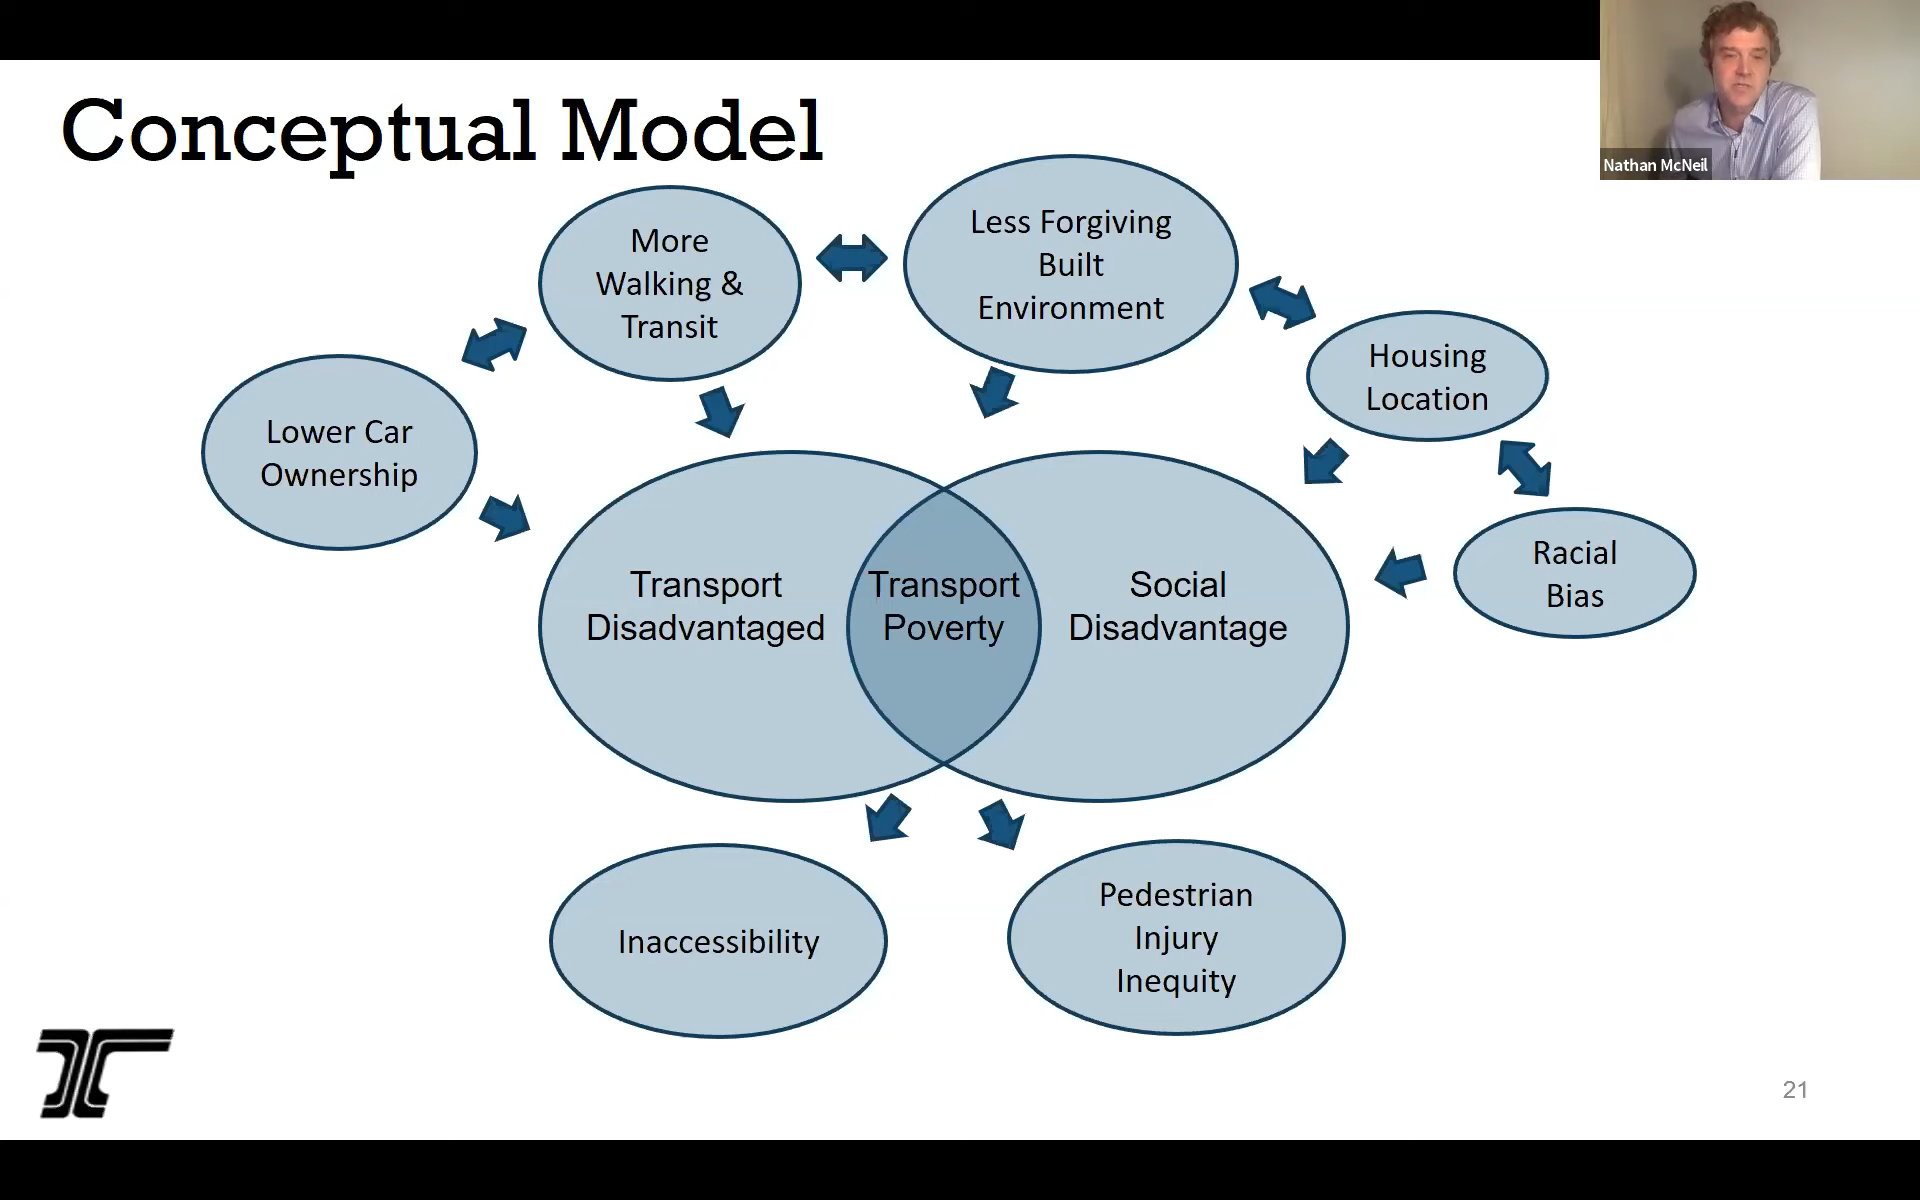 Conceptual Model
Nathan McNeil
More
Walking &
Transit
Less Forgiving
Built
Environment
Housing
Location
Lower Car
Ownership
Racial
Bias
Transport
Disadvantaged
Transport
Poverty
Social
Disadvantage
Inaccessibility
Pedestrian
Injury
Inequity
21